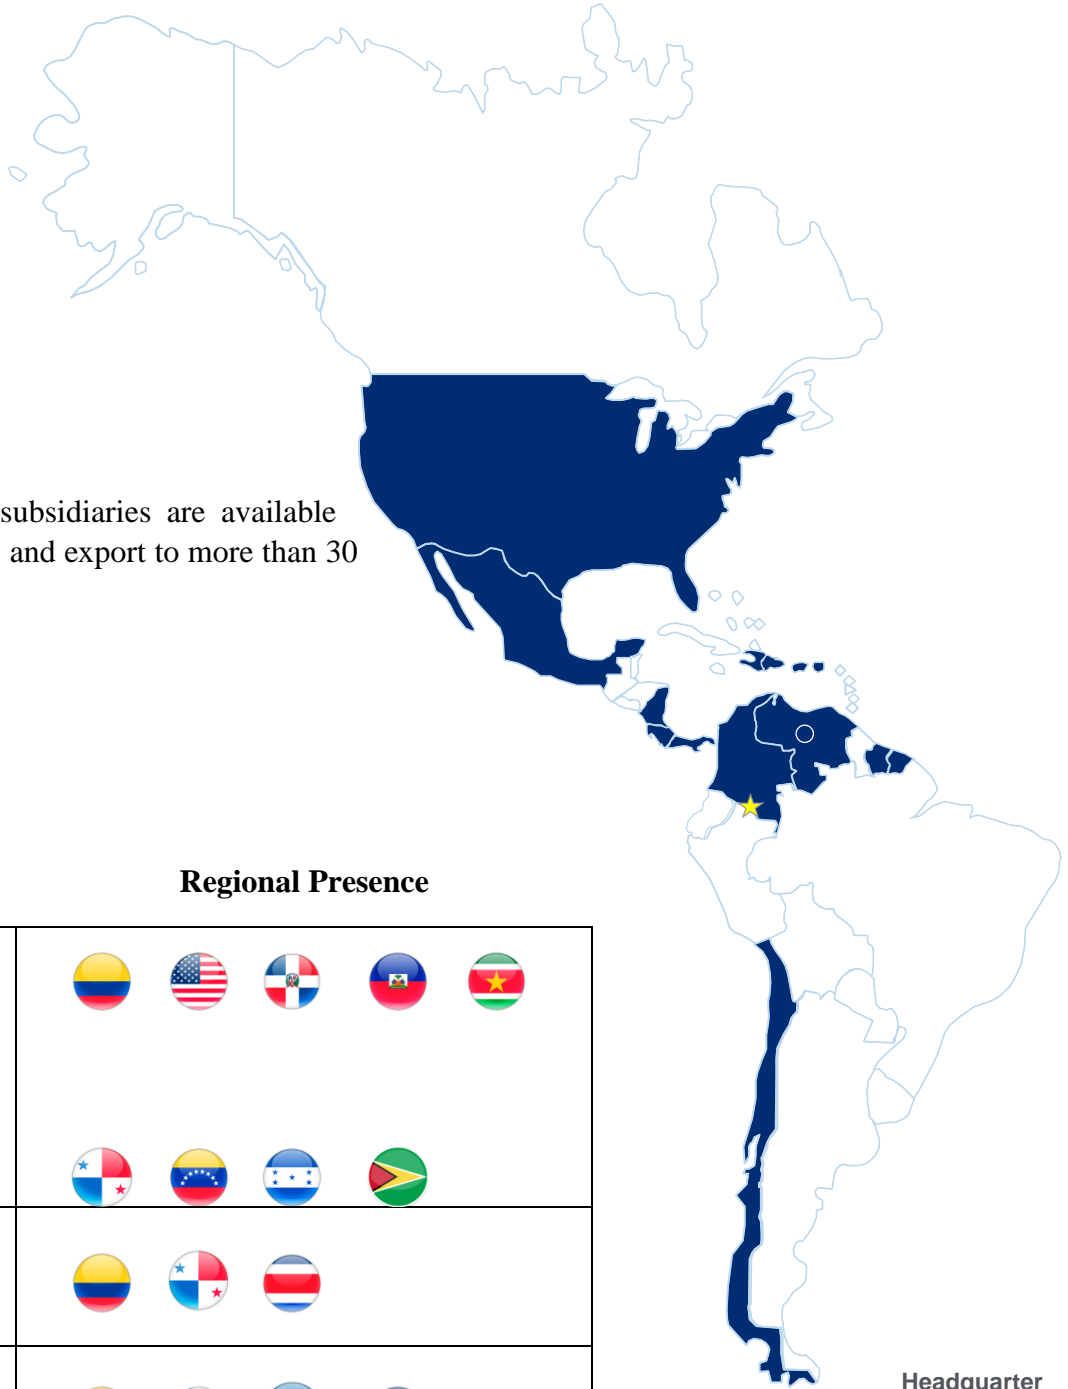 subsidiaries are available
and export to more than 30
Regional Presence
Headquarter